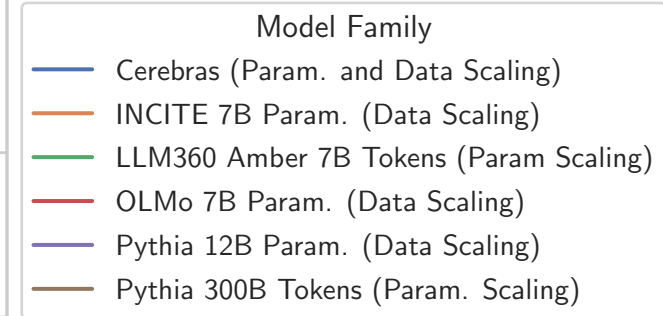 Model Family
Cerebras (Param. and Data Scaling)
INCITE 7B Param. (Data Scaling)
LLM360 Amber 7B Tokens (Param Scaling)
OLMo 7B Param. (Data Scaling)
Pythia 12B Param. (Data Scaling)
Pythia 300B Tokens (Param. Scaling)